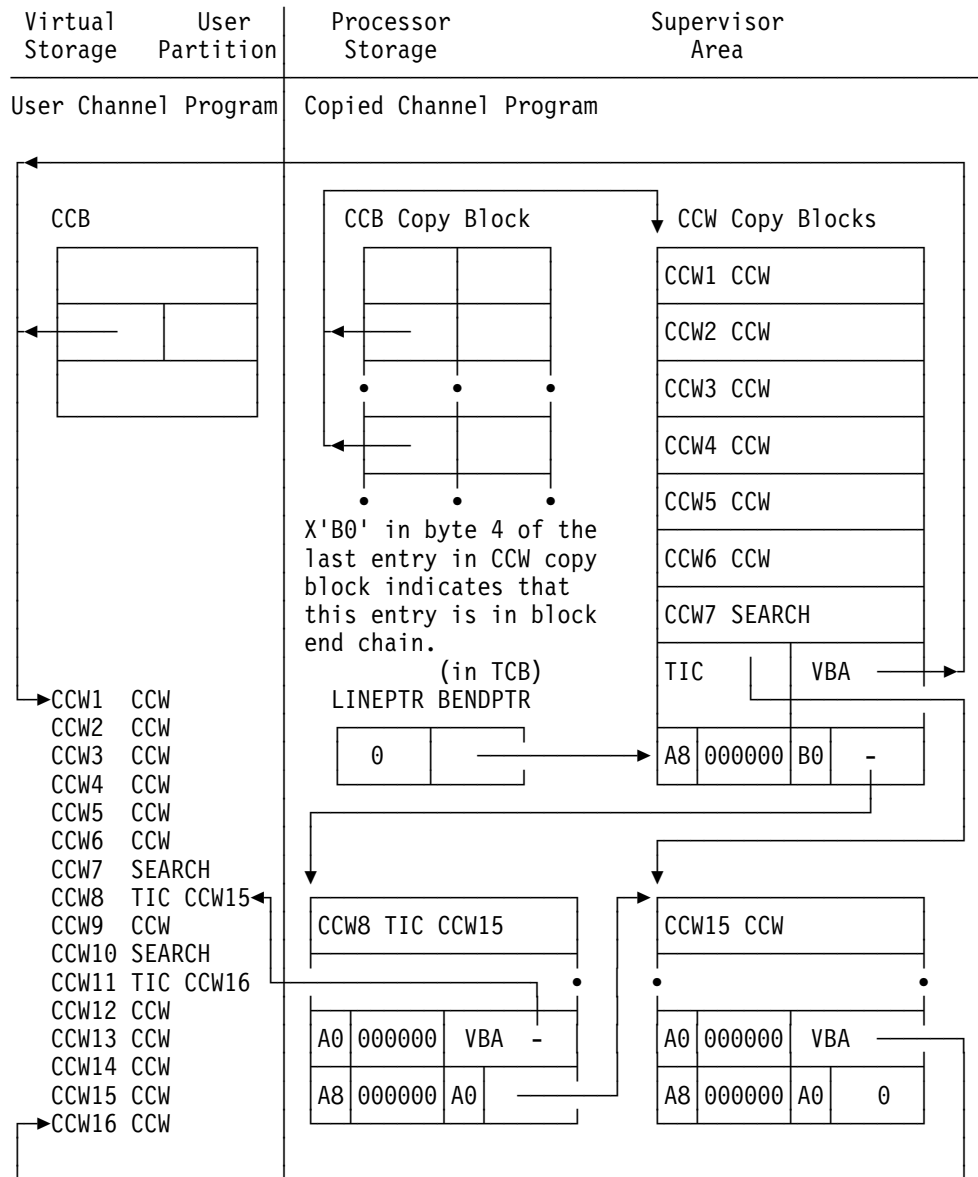 Virtual User Processor Supervisor
Storage Partition Storage Area
User Channel Program Copied Channel Program
CCB CCB Copy Block CCW Copy Blocks
CCW1 CCW
CCW2 CCW
CCW3 CCW
CCW4 CCW
CCW5 CCW
X'B0' in byte 4 of the
last entry in CCW copy
block indicates that
this entry is in block
end chain.
CCW6 CCW
CCW7 SEARCH
(in TCB)
LINEPTR BENDPTR
TIC VBA
0
A8 000000 B0 -
CCW1 CCW
CCW2 CCW
CCW3 CCW
CCW4 CCW
CCW5 CCW
CCW6 CCW
CCW7 SEARCH
CCW8 TIC CCW15
CCW9 CCW
CCW10 SEARCH
CCW11 TIC CCW16
CCW12 CCW
CCW13 CCW
CCW14 CCW
CCW15 CCW
CCW16 CCW
CCW8 TIC CCW15
A0 000000 VBA -
A8 000000 A0
CCW15 CCW
A0 000000 VBA
A8 000000 A0 0